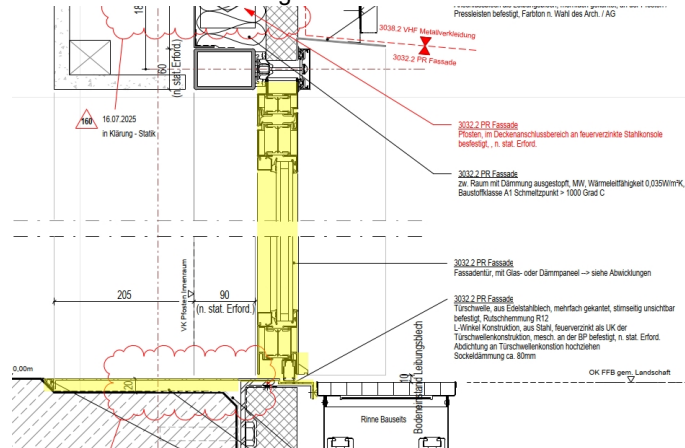 Pressleisten befestigt, Farbton n. Wahl des Arch. / AG
3038.2 VHF Metallverkleidung
3032.2 PR Fassade
60
(n. stat. Erford.)
160
16.07.2025
in Klärung - Statik
3032.2 PR Fassade
Pfosten, im Deckenanschlussbereich an feuerverzinkte Stahlkonsole
besfestigt, , n. stat. Erford.
3032.2 PR Fassade
zw. Raum mit Dämmung ausgestopft, MW, Wärmeleitfähigkeit 0,035W/m²K,
Baustoffklasse A1 Schmeltzpunkt > 1000 Grad C
3032.2 PR Fassade
Fassadentür, mit Glas- oder Dämmpaneel --> siehe Abwicklungen
205
VK Pfosten Innenraum
90
(n. stat. Erford.)
3032.2 PR Fassade
Türschwelle, aus Edelstahlblech, mehrfach gekantet, stirnseitig unsichtbar
befestigt, Rutschhemmung R12
L-Winkel Konstruktion, aus Stahl, feuerverzinkt als UK der
Türschwellenkonstruktion, mesch. an der BP befestigt, n. stat. Erford.
Abdichtung an Türschwellenkonstion hochziehen
Sockeldämmung ca. 80mm
0,00m
20
10
Bodeneinstand Leibungsblech
OK FFB gem. Landschaft
Rinne Bauseits